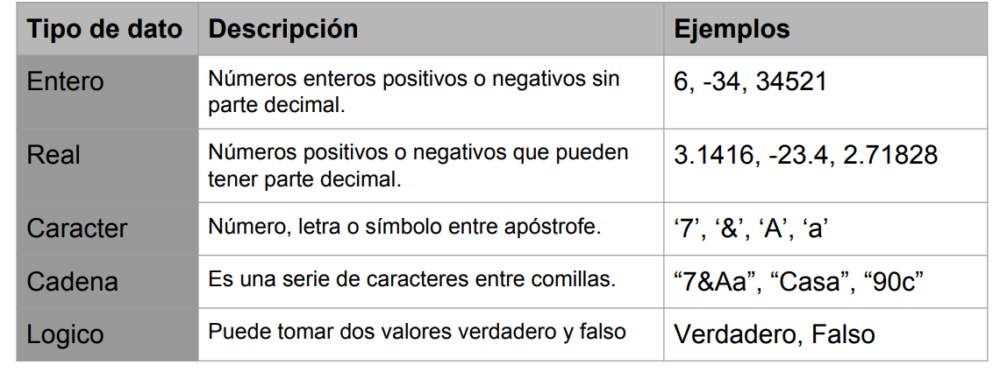 Tipo de dato Descripción Ejemplos
Entero Números enteros positivos o negativos sin parte decimal. 6, -34, 34521
Real Números positivos o negativos que pueden tener parte decimal. 3.1416, -23.4, 2.71828
Caracter Número, letra o símbolo entre apóstrofe. ‘7’, ‘&’, ‘A’, ‘a’
Cadena Es una serie de caracteres entre comillas. “7&Aa”, “Casa”, “90c”
Logico Puede tomar dos valores verdadero y falso Verdadero, Falso